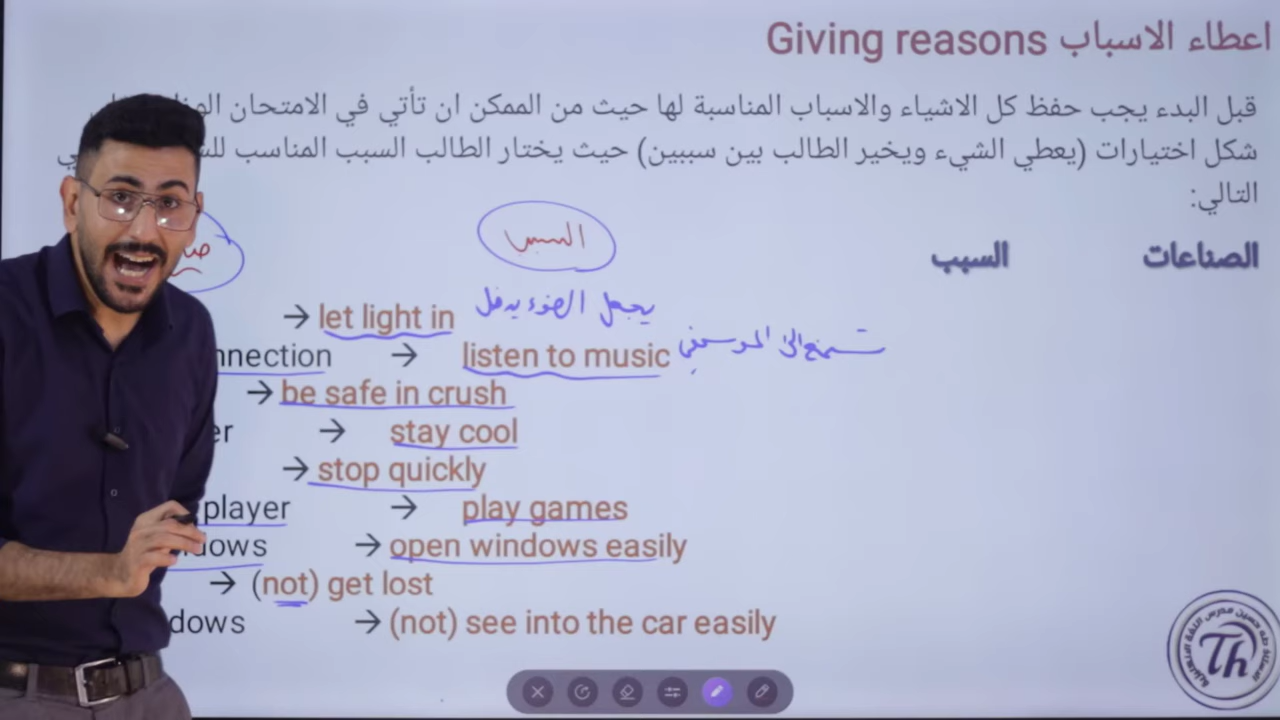 اعطاء الاسباب Giving reasons
قبل البدء يجب حفظ كل الاشياء والاسباب المناسبة لها حيث من الممكن ان تأتي في الامتحان
شكل اختيارات (يعطي الشيء ويخير الطالب بين سببين) حيث يختار الطالب السبب المناسب
التالي:
الصناعات السبب
السبب
→ let light in يجعل الضوء يدخل
nnection → listen to music تستمع الى الموسيقى
→ be safe in crush
er → stay cool
→ stop quickly
player → play games
dows → open windows easily
→ (not) get lost
dows → (not) see into the car easily
Th